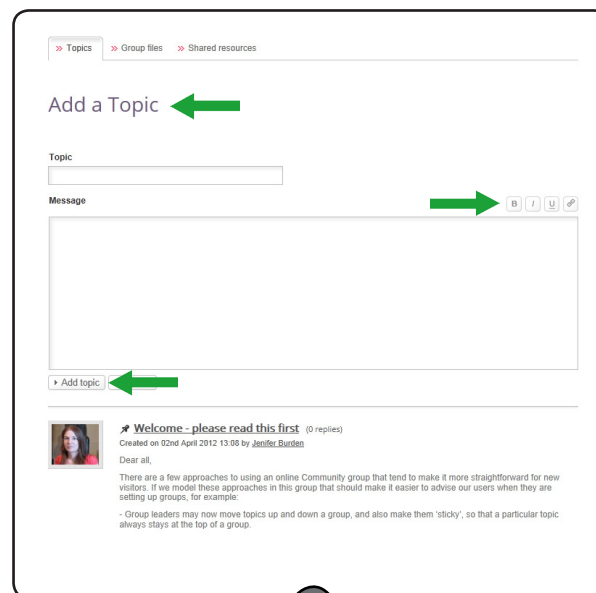 » Topics » Group files » Shared resources
Add a Topic
Topic
Message
B I U
Add topic
Welcome - please read this first (0 replies)
Created on 02nd April 2012 13:08 by Jenifer Burden
Dear all,
There are a few approaches to using an online Community group that tend to make it more straightforward for new
visitors. If we model these approaches in this group that should make it easier to advise our users when they are
setting up groups, for example:
- Group leaders may now move topics up and down a group, and also make them 'sticky', so that a particular topic
always stays at the top of a group.